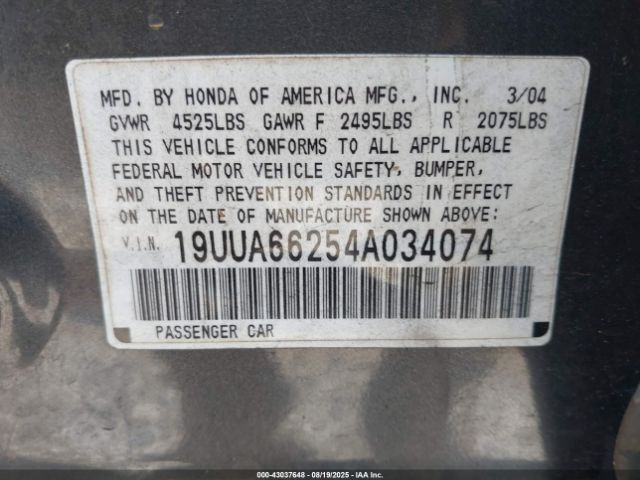 MFD. BY HONDA OF AMERICA MFG., INC. 3/04
GVWR 4525LBS GAWR F 2495LBS R 2075LBS
THIS VEHICLE CONFORMS TO ALL APPLICABLE
FEDERAL MOTOR VEHICLE SAFETY, BUMPER,
AND THEFT PREVENTION STANDARDS IN EFFECT
ON THE DATE OF MANUFACTURE SHOWN ABOVE:
V.I.N. 19UUA66254A034074
PASSENGER CAR
000-43037648 - 08/19/2025 - IAA Inc.